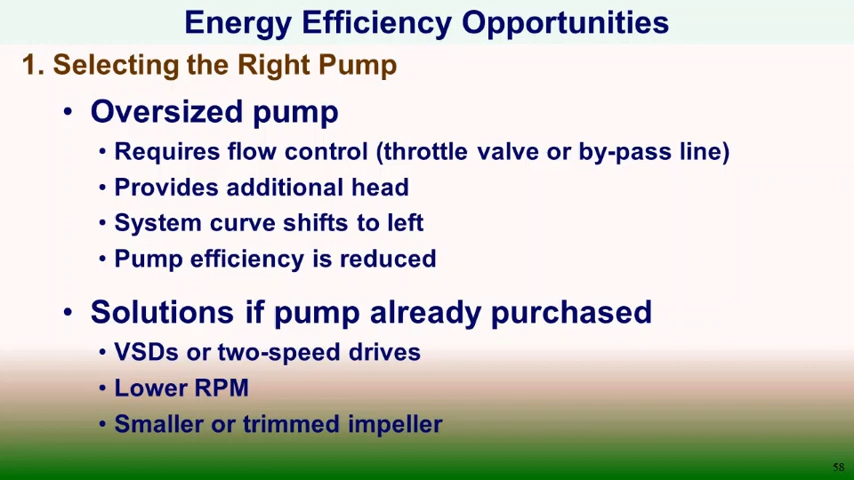 Energy Efficiency Opportunities
1. Selecting the Right Pump
• Oversized pump
• Requires flow control (throttle valve or by-pass line)
• Provides additional head
• System curve shifts to left
• Pump efficiency is reduced
• Solutions if pump already purchased
• VSDs or two-speed drives
• Lower RPM
• Smaller or trimmed impeller
58